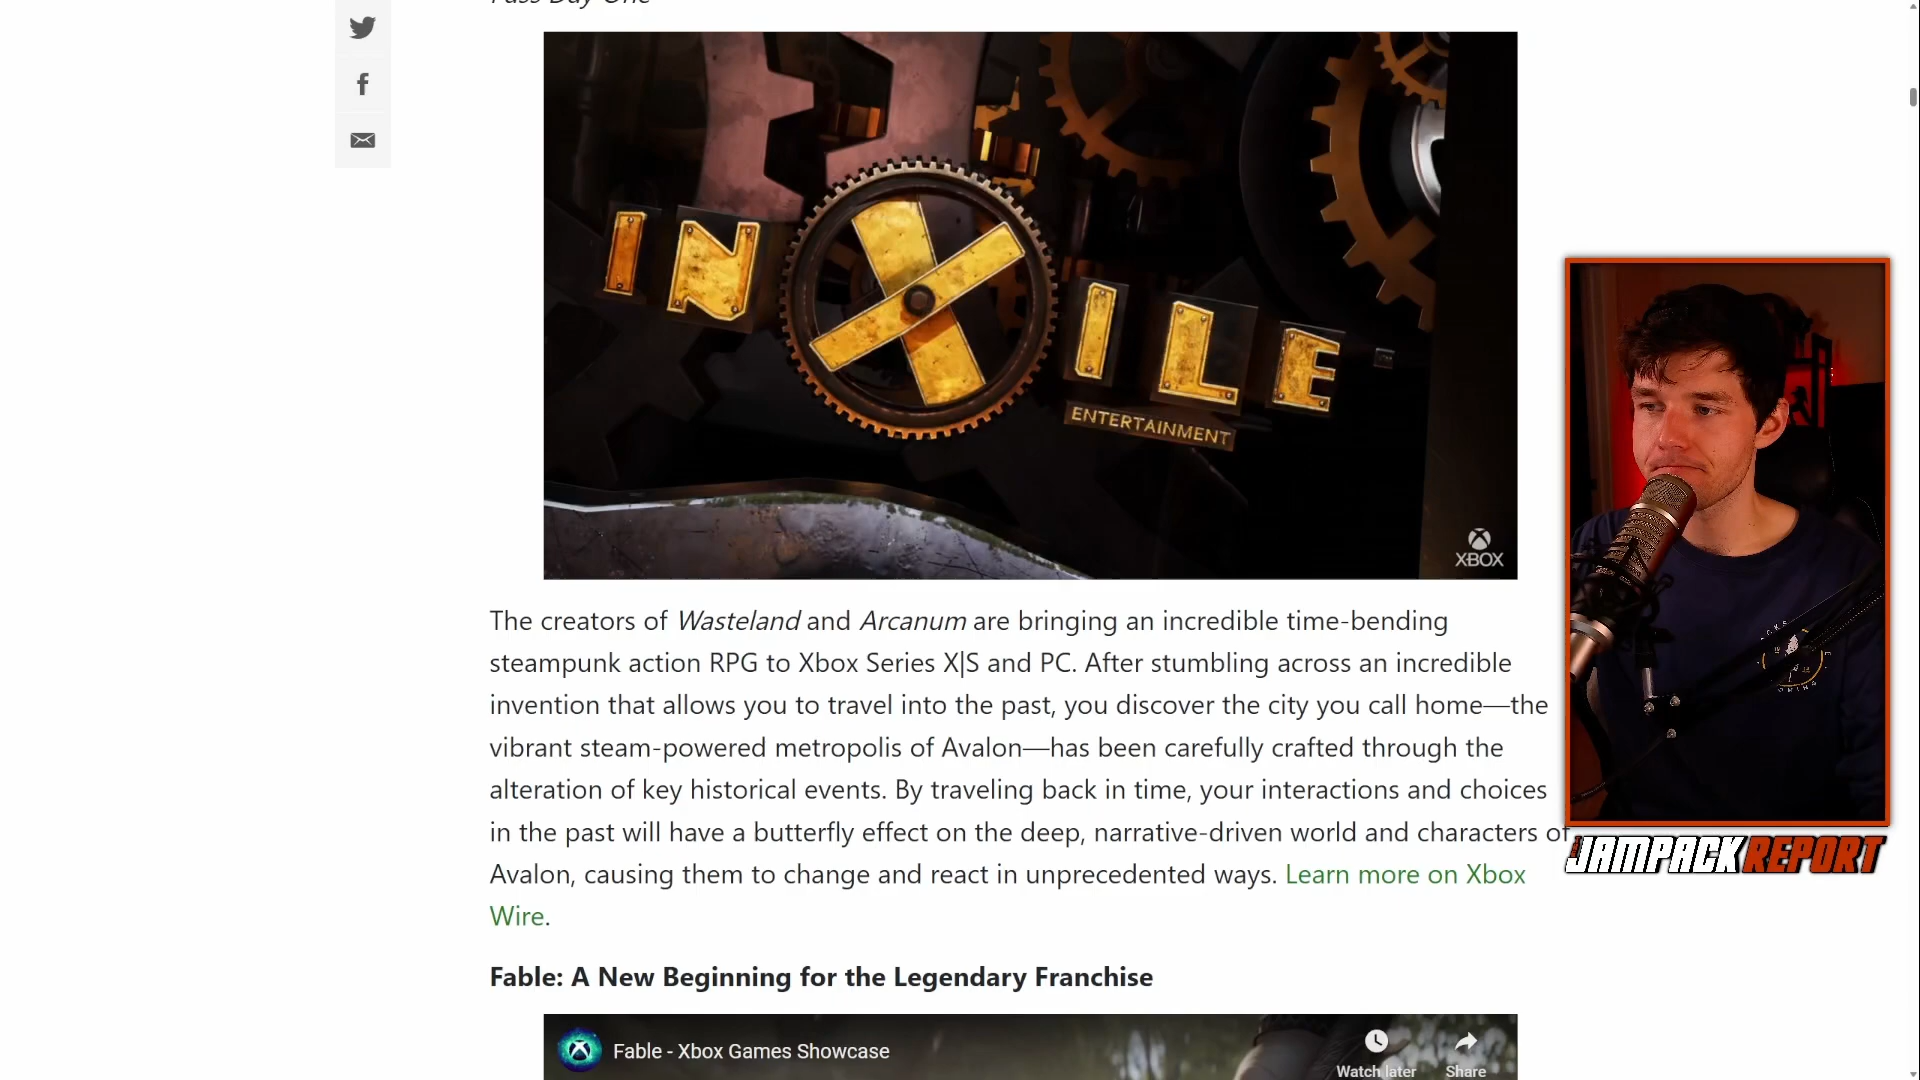 Pass Day One
INXILE
ENTERTAINMENT
XBOX
The creators of Wasteland and Arcanum are bringing an incredible time-bending
steampunk action RPG to Xbox Series X|S and PC. After stumbling across an incredible
invention that allows you to travel into the past, you discover the city you call home—the
vibrant steam-powered metropolis of Avalon—has been carefully crafted through the
alteration of key historical events. By traveling back in time, your interactions and choices
in the past will have a butterfly effect on the deep, narrative-driven world and characters of
Avalon, causing them to change and react in unprecedented ways. Learn more on Xbox
Wire.
JAMPACK REPORT
Fable: A New Beginning for the Legendary Franchise
Fable - Xbox Games Showcase
Watch later
Share